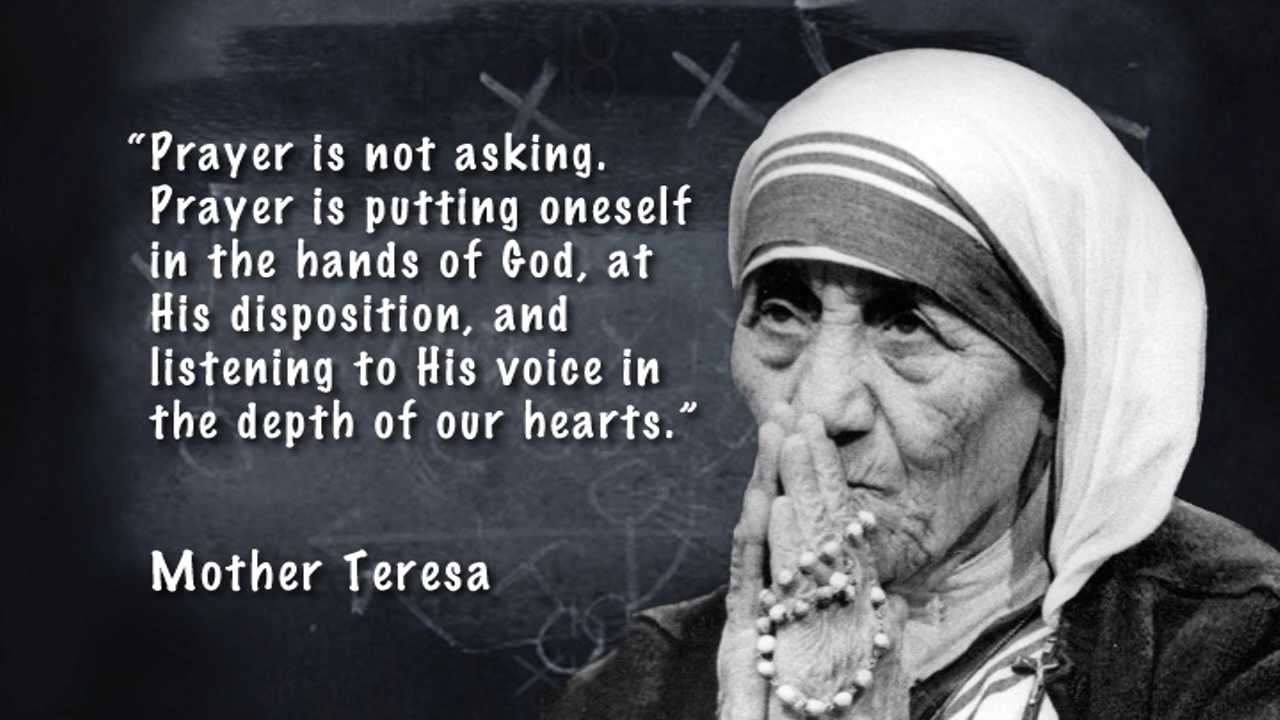 “Prayer is not asking.
Prayer is putting oneself
in the hands of God, at
His disposition, and
listening to His voice in
the depth of our hearts.”
Mother Teresa